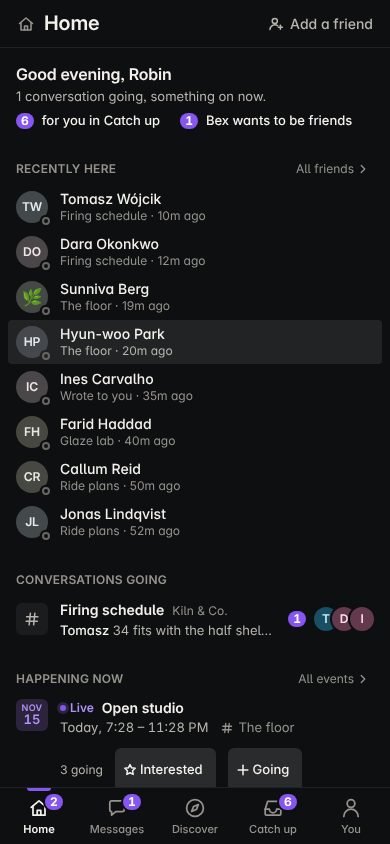 Home
Add a friend
Good evening, Robin
1 conversation going, something on now.
6 for you in Catch up 1 Bex wants to be friends
RECENTLY HERE All friends
TW Tomasz Wójcik
Firing schedule · 10m ago
DO Dara Okonkwo
Firing schedule · 12m ago
Sunniva Berg
The floor · 19m ago
HP Hyun-woo Park
The floor · 20m ago
IC Ines Carvalho
Wrote to you · 35m ago
FH Farid Haddad
Glaze lab · 40m ago
CR Callum Reid
Ride plans · 50m ago
JL Jonas Lindqvist
Ride plans · 52m ago
CONVERSATIONS GOING
# Firing schedule Kiln & Co.
Tomasz 34 fits with the half shel... 1 T D I
HAPPENING NOW All events
NOV 15
Live Open studio
Today, 7:28 – 11:28 PM # The floor
3 going Interested Going
2 1 6
Home Messages Discover Catch up You